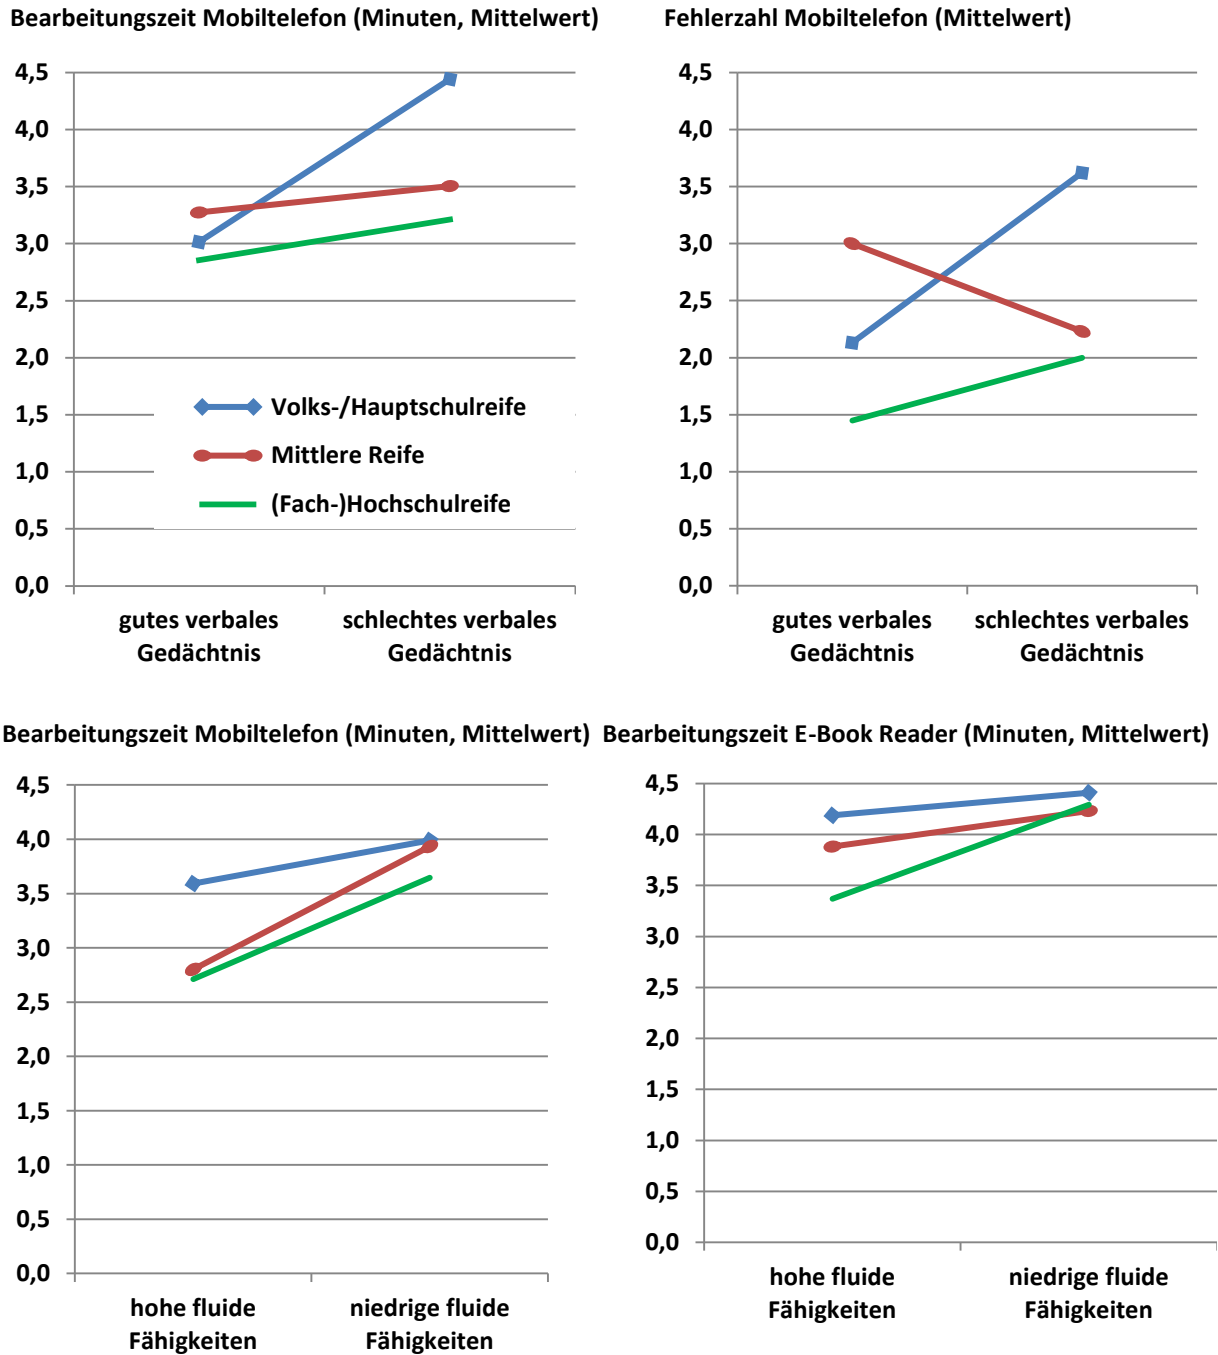 Bearbeitungszeit Mobiltelefon (Minuten, Mittelwert)
4,5
4,0
3,5
3,0
2,5
2,0
1,5
1,0
0,5
0,0
Volks-/Hauptschulreife
Mittlere Reife
(Fach-)Hochschulreife
gutes verbales
Gedächtnis
schlechtes verbales
Gedächtnis
Fehlerzahl Mobiltelefon (Mittelwert)
4,5
4,0
3,5
3,0
2,5
2,0
1,5
1,0
0,5
0,0
gutes verbales
Gedächtnis
schlechtes verbales
Gedächtnis
Bearbeitungszeit Mobiltelefon (Minuten, Mittelwert)
4,5
4,0
3,5
3,0
2,5
2,0
1,5
1,0
0,5
0,0
hohe fluide
Fähigkeiten
niedrige fluide
Fähigkeiten
Bearbeitungszeit E-Book Reader (Minuten, Mittelwert)
4,5
4,0
3,5
3,0
2,5
2,0
1,5
1,0
0,5
0,0
hohe fluide
Fähigkeiten
niedrige fluide
Fähigkeiten